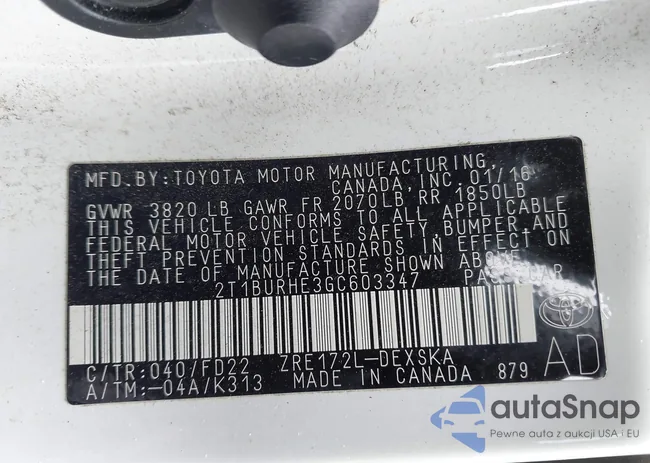 MFD.BY:TOYOTA MOTOR MANUFACTURING,
CANADA, INC. 01/16
GVWR 3820 LB GAWR FR 2070LB, RR 1850LB
THIS VEHICLE CONFORMS TO ALL APPLICABLE
FEDERAL MOTOR VEHICLE SAFETY, BUMPER, AND
THEFT PREVENTION STANDARDS IN EFFECT ON
THE DATE OF MANUFACTURE SHOWN ABOVE.
2T1BURHE3GC603347 PASS. CAR
C/TR:040/FD22 ZRE172L-DEXSKA
A/TM:-04A/K313 MADE IN CANADA 879
AD
autoSnap
Pewne auta z aukcji USA i EU